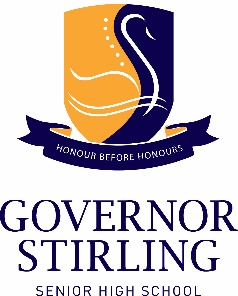 HONOUR BEFORE HONOURS
GOVERNOR
STIRLING
SENIOR HIGH SCHOOL